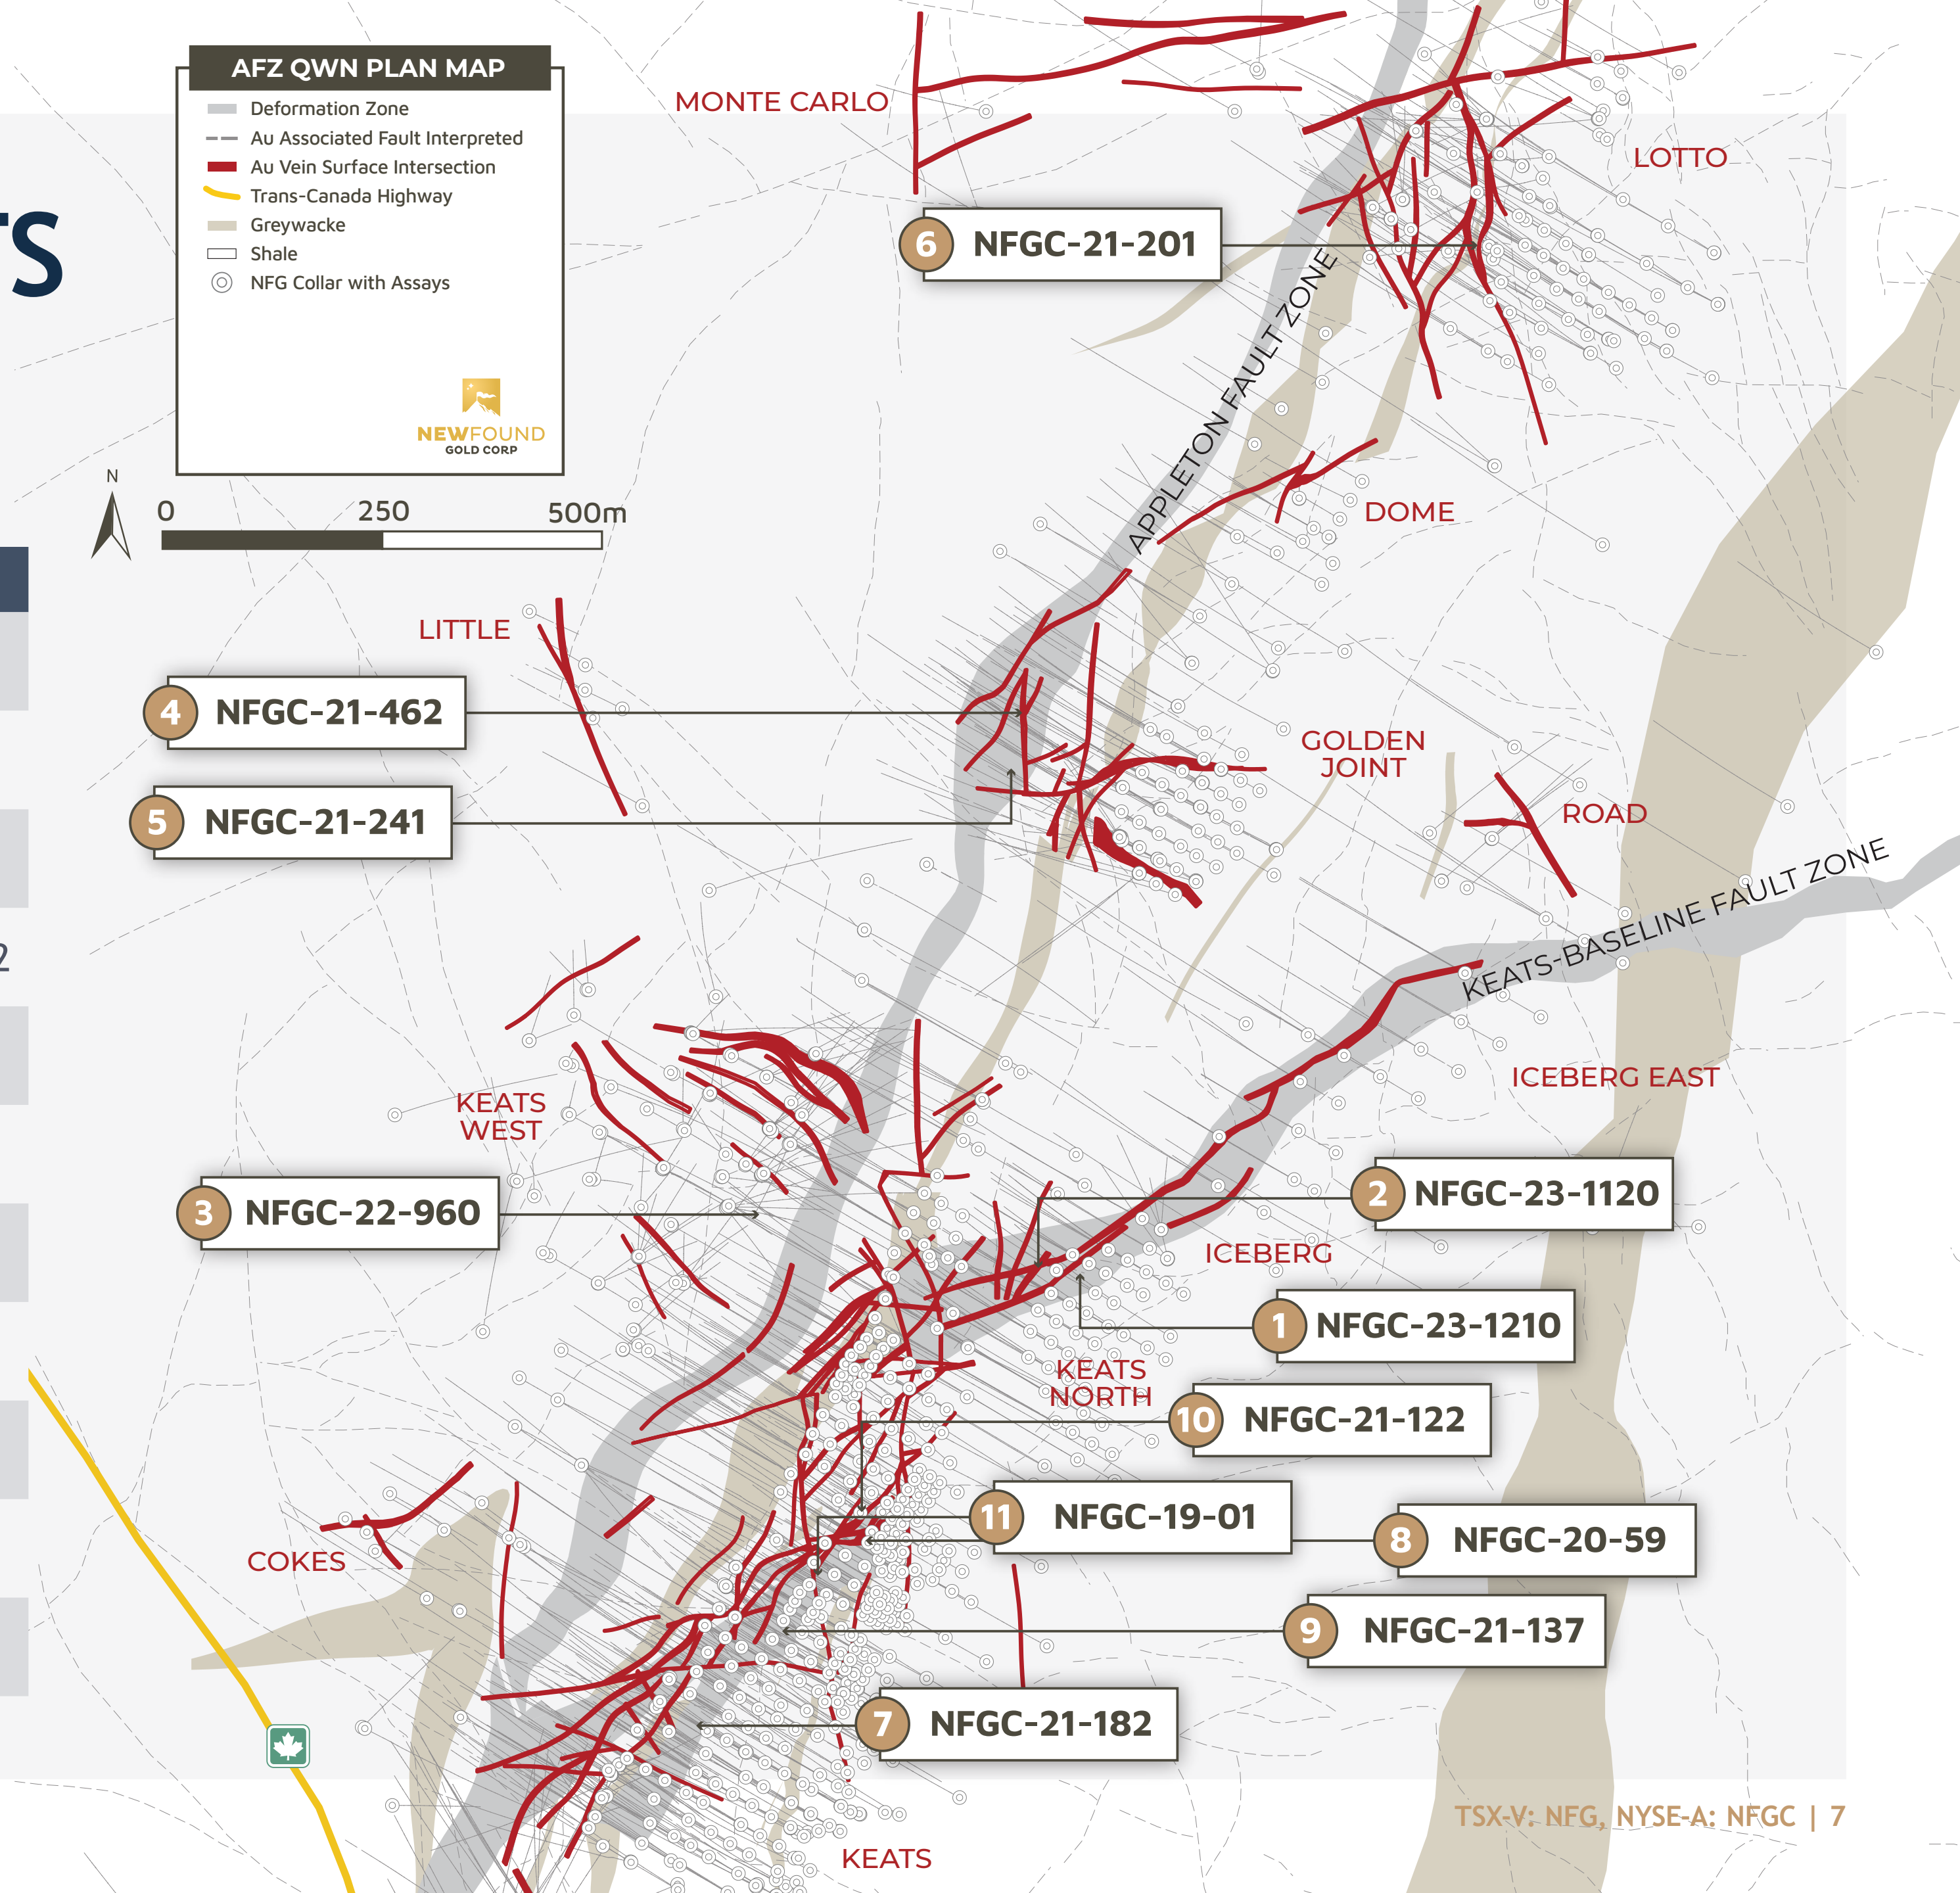 TS
2
AFZ QWN PLAN MAP
Deformation Zone
Au Associated Fault Interpreted
Au Vein Surface Intersection
Trans-Canada Highway
Greywacke
Shale
NFG Collar with Assays
NEWFOUND
GOLD CORP
N
0 250 500m
MONTE CARLO
LOTTO
6 NFGC-21-201
APPLETON FAULT ZONE
DOME
LITTLE
4 NFGC-21-462
5 NFGC-21-241
GOLDEN
JOINT
ROAD
KEATS-BASELINE FAULT ZONE
ICEBERG EAST
KEATS
WEST
2 NFGC-23-1120
3 NFGC-22-960
ICEBERG
1 NFGC-23-1210
KEATS
NORTH
10 NFGC-21-122
11 NFGC-19-01
8 NFGC-20-59
COKES
9 NFGC-21-137
7 NFGC-21-182
KEATS
TSX-V: NFG, NYSE-A: NFGC | 7